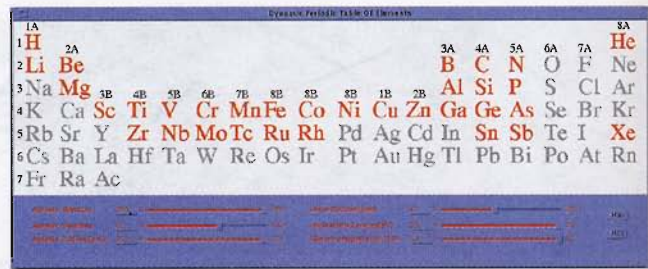 Dynamic Periodic Table Of Elements
1A 8A
1 H 2A 3A 4A 5A 6A 7A He
2 Li Be B C N O F Ne
3 Na Mg 3B 4B 5B 6B 7B 8B 8B 8B 1B 2B Al Si P S Cl Ar
4 K Ca Sc Ti V Cr Mn Fe Co Ni Cu Zn Ga Ge As Se Br Kr
5 Rb Sr Y Zr Nb Mo Tc Ru Rh Pd Ag Cd In Sn Sb Te I Xe
6 Cs Ba La Hf Ta W Re Os Ir Pt Au Hg Tl Pb Bi Po At Rn
7 Fr Ra Ac